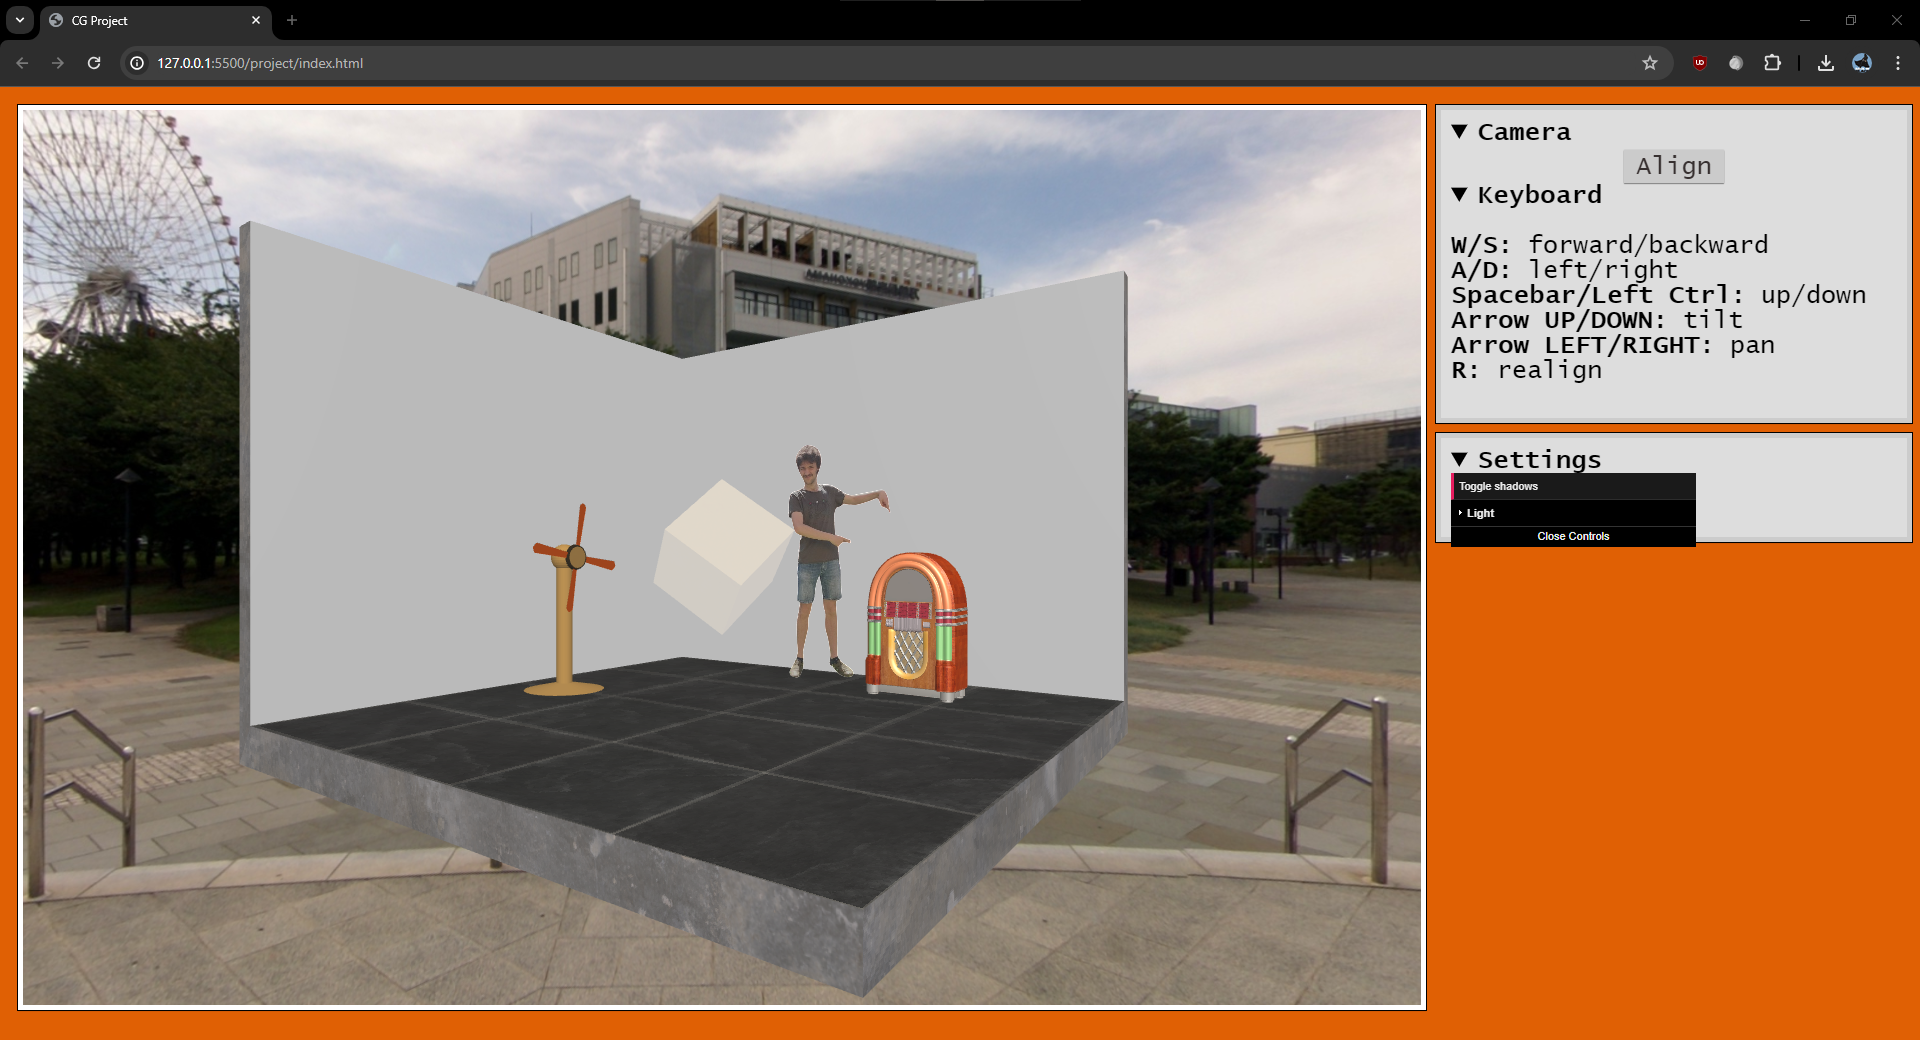 CG Project
127.0.0.1:5500/project/index.html
Camera
Align
Keyboard
W/S: forward/backward
A/D: left/right
Spacebar/Left Ctrl: up/down
Arrow UP/DOWN: tilt
Arrow LEFT/RIGHT: pan
R: realign
Settings
Toggle shadows
Light
Close Controls